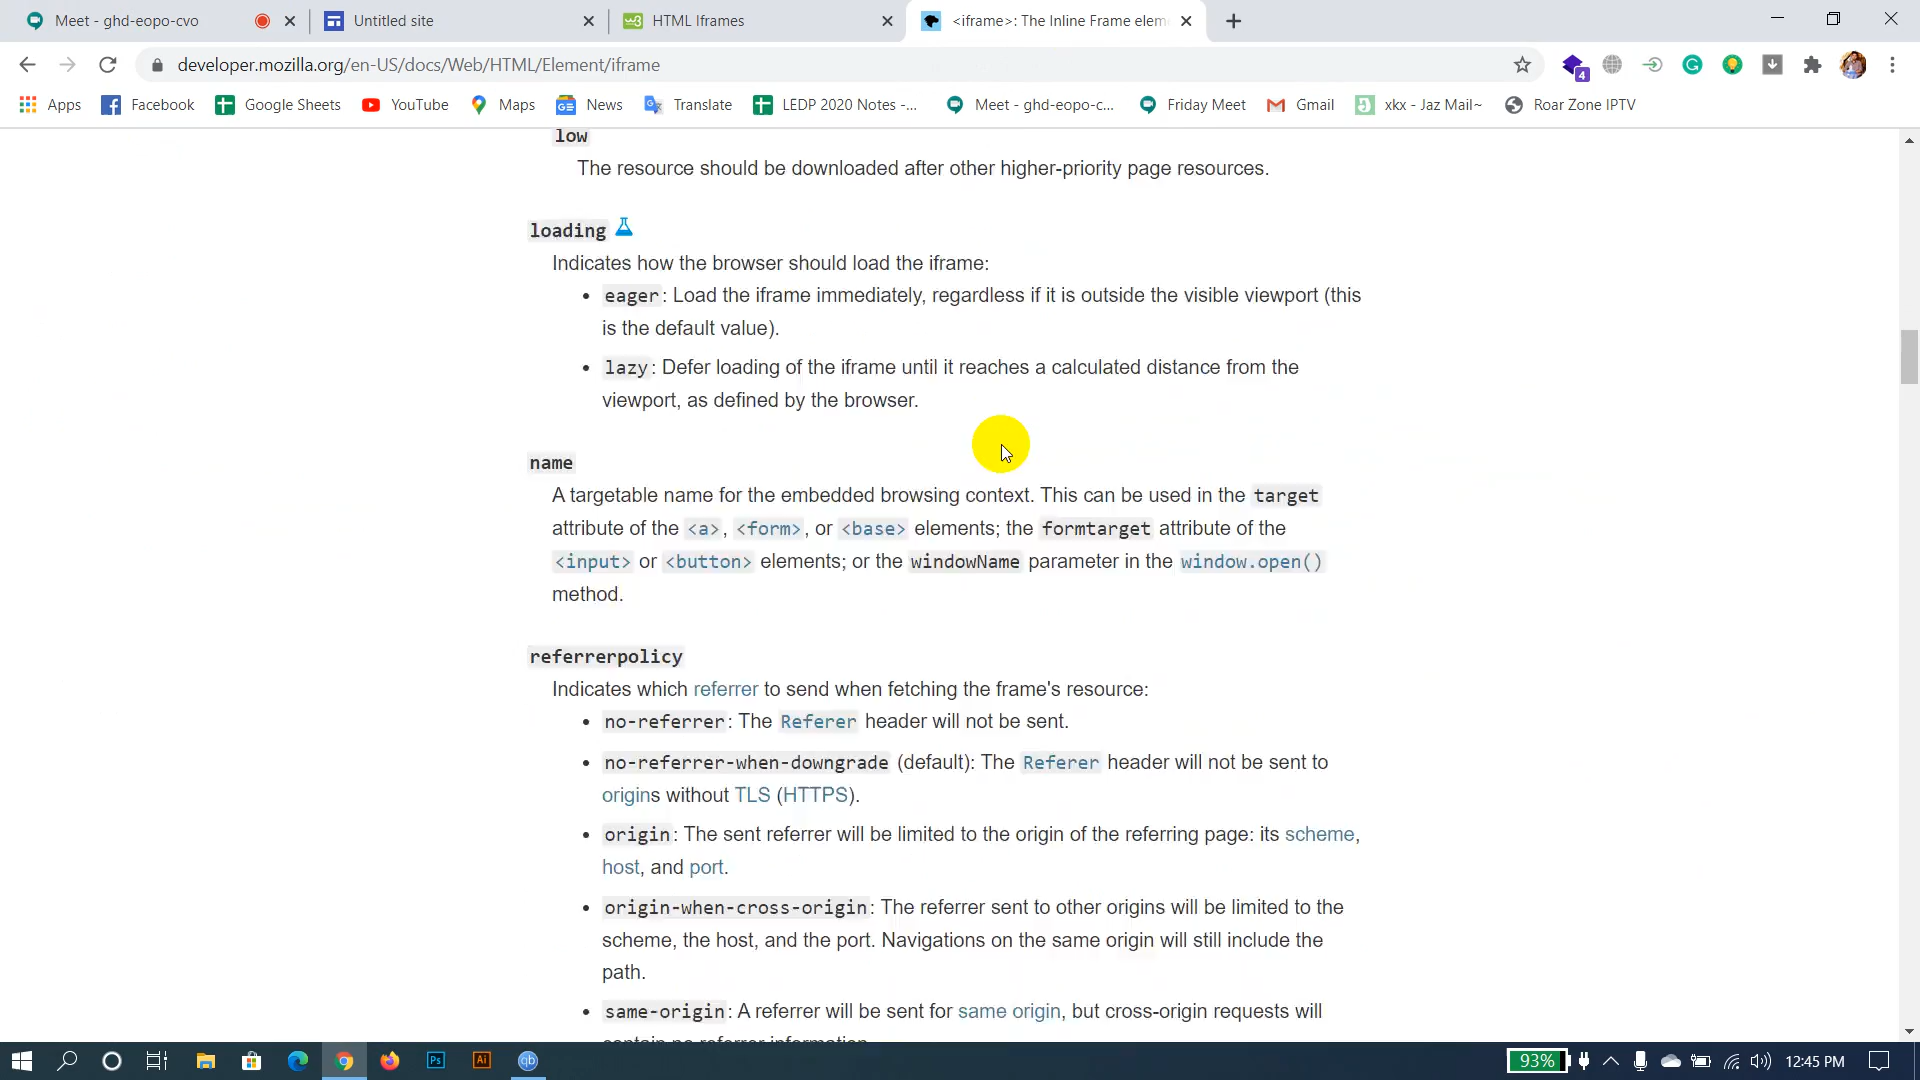 Meet - ghd-eopo-cvo
Untitled site
HTML Iframes
<iframe>: The Inline Frame elem
developer.mozilla.org/en-US/docs/Web/HTML/Element/iframe
4
Apps
Facebook
Google Sheets
YouTube
Maps
News
Translate
LEDP 2020 Notes -...
Meet - ghd-eopo-c...
Friday Meet
Gmail
xkx - Jaz Mail~
Roar Zone IPTV
low
The resource should be downloaded after other higher-priority page resources.
loading
Indicates how the browser should load the iframe:
• eager: Load the iframe immediately, regardless if it is outside the visible viewport (this
is the default value).
• lazy: Defer loading of the iframe until it reaches a calculated distance from the
viewport, as defined by the browser.
name
A targetable name for the embedded browsing context. This can be used in the target
attribute of the <a>, <form>, or <base> elements; the formtarget attribute of the
<input> or <button> elements; or the windowName parameter in the window.open()
method.
referrerpolicy
Indicates which referrer to send when fetching the frame's resource:
• no-referrer: The Referer header will not be sent.
• no-referrer-when-downgrade (default): The Referer header will not be sent to
origins without TLS (HTTPS).
• origin: The sent referrer will be limited to the origin of the referring page: its scheme,
host, and port.
• origin-when-cross-origin: The referrer sent to other origins will be limited to the
scheme, the host, and the port. Navigations on the same origin will still include the
path.
• same-origin: A referrer will be sent for same origin, but cross-origin requests will
contain no referrer information.
Ps
Ai
qb
93%
12:45 PM